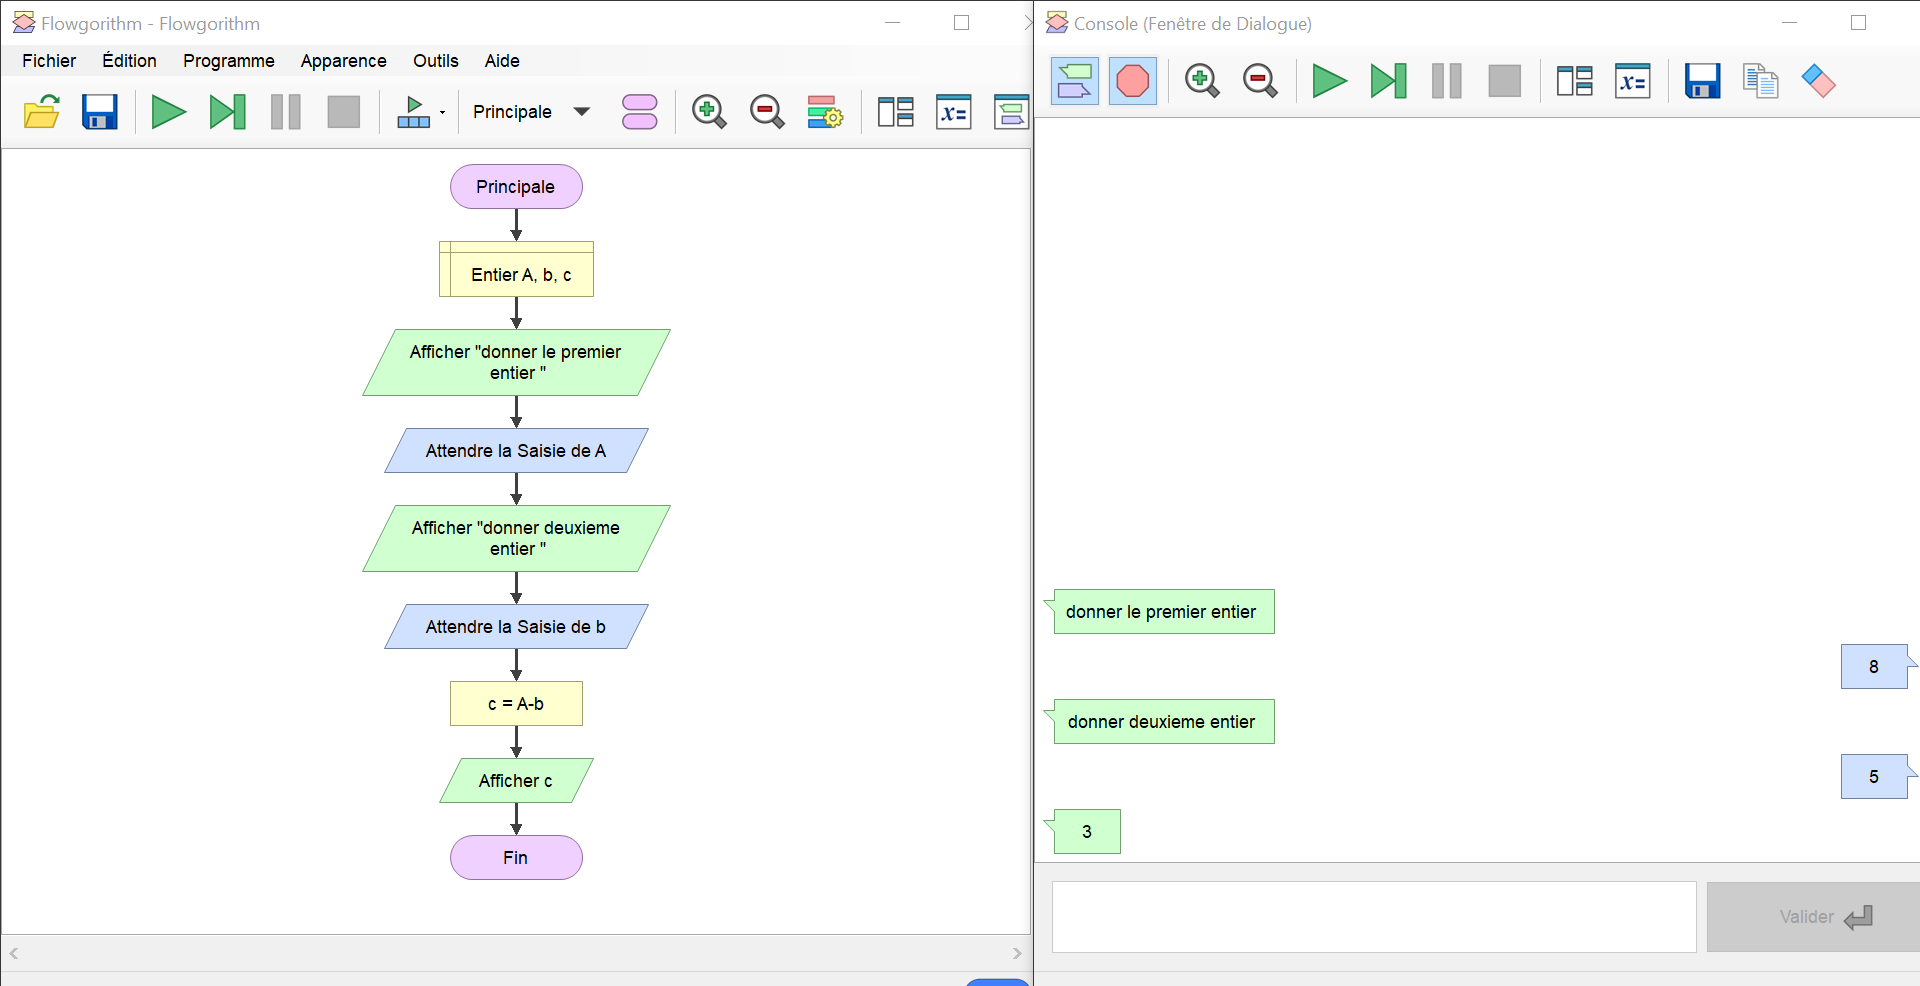 Flowgorithm - Flowgorithm
Fichier Édition Programme Apparence Outils Aide
Principale
x=
Principale
Entier A, b, c
Afficher "donner le premier
entier "
Attendre la Saisie de A
Afficher "donner deuxieme
entier "
Attendre la Saisie de b
c = A-b
Afficher c
Fin
Console (Fenêtre de Dialogue)
x=
donner le premier entier
8
donner deuxieme entier
5
3
Valider